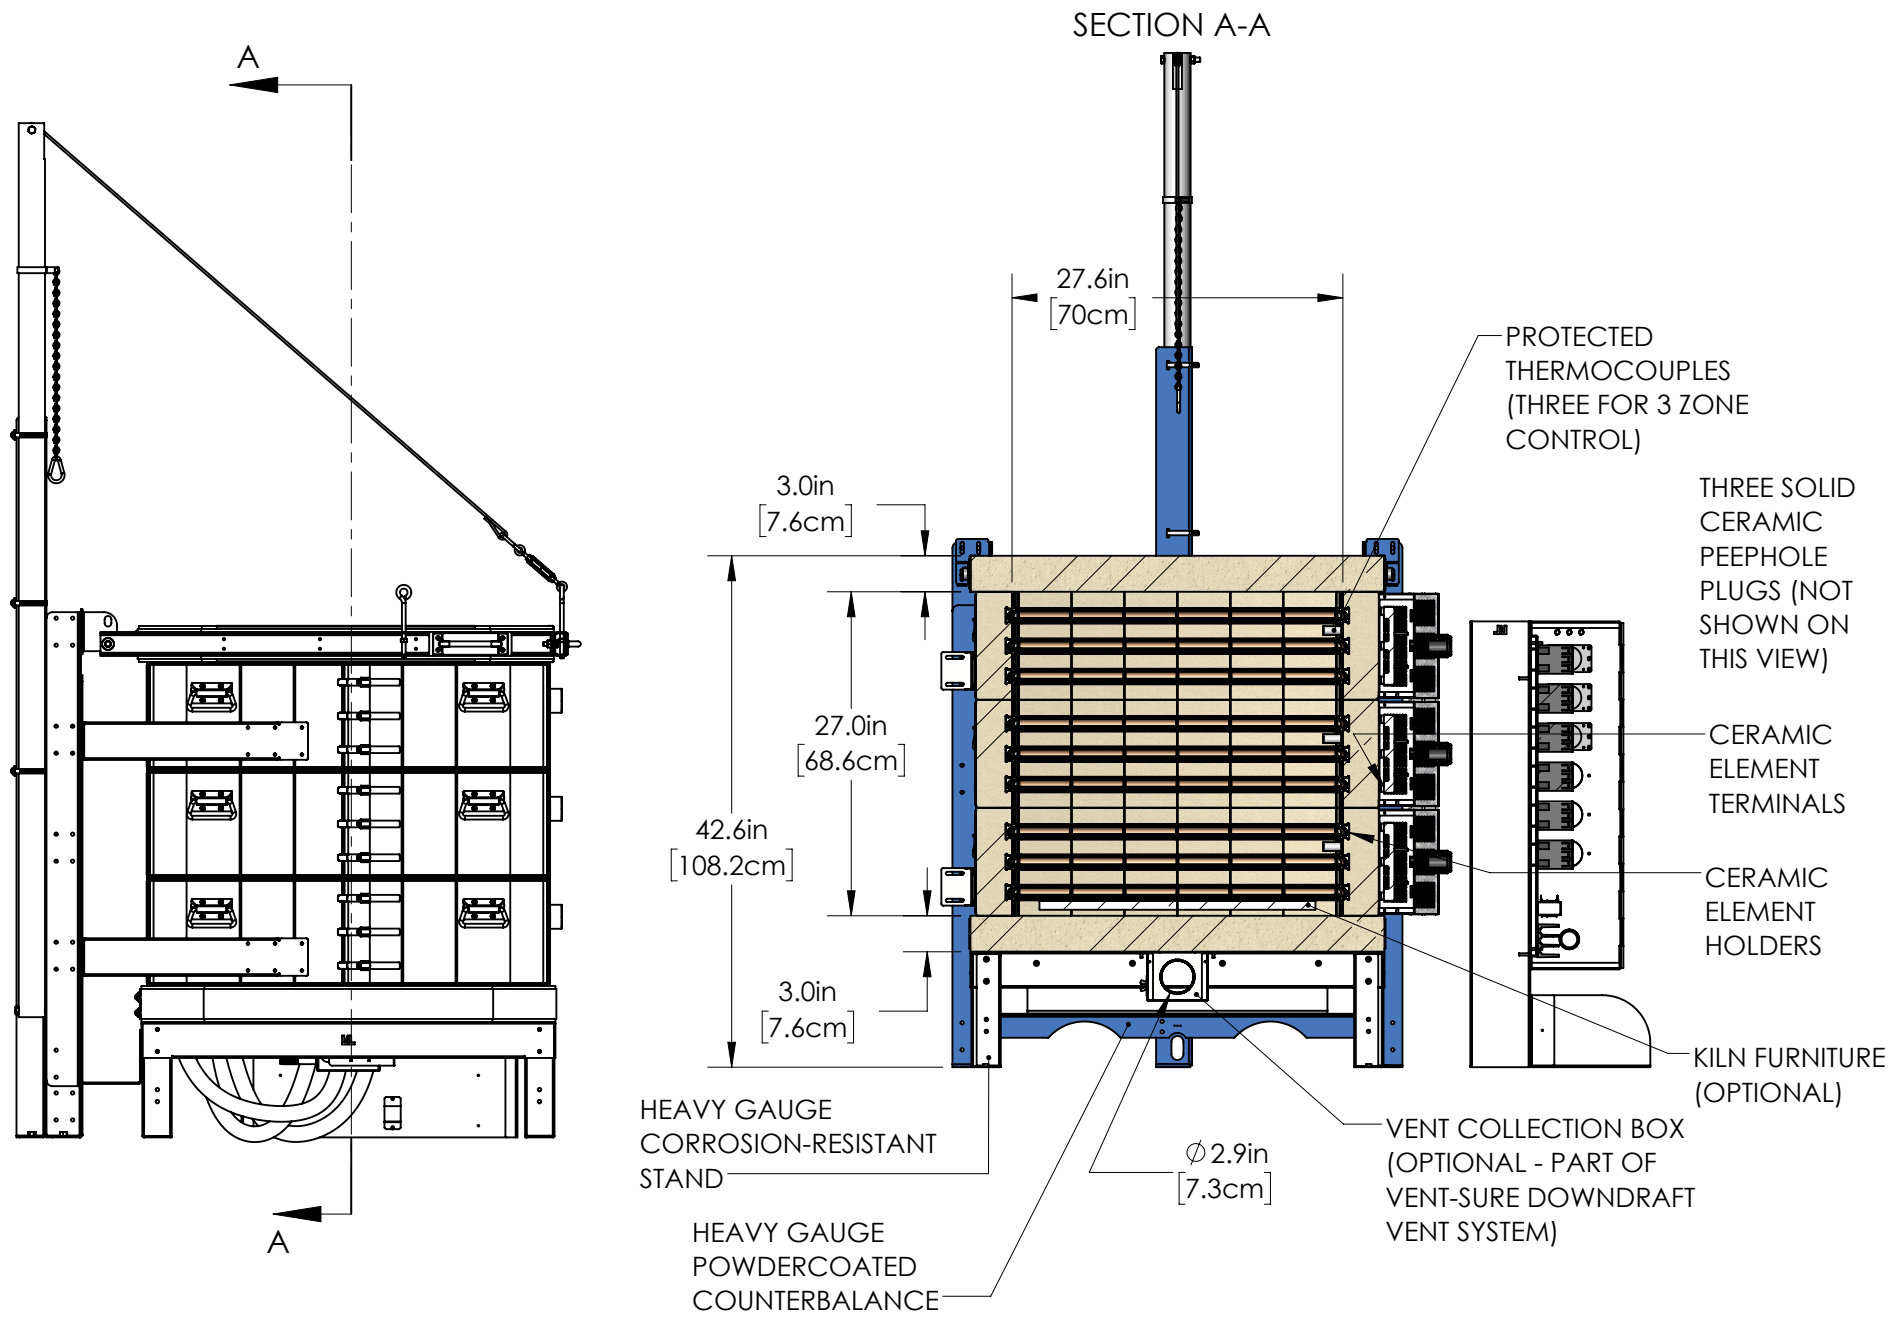 SECTION A-A
A
A
27.6in
[70cm]
3.0in
[7.6cm]
27.0in
[68.6cm]
42.6in
[108.2cm]
3.0in
[7.6cm]
PROTECTED
THERMOCOUPLES
(THREE FOR 3 ZONE
CONTROL)
THREE SOLID
CERAMIC
PEEPHOLE
PLUGS (NOT
SHOWN ON
THIS VIEW)
CERAMIC
ELEMENT
TERMINALS
CERAMIC
ELEMENT
HOLDERS
KILN FURNITURE
(OPTIONAL)
VENT COLLECTION BOX
(OPTIONAL - PART OF
VENT-SURE DOWNDRAFT
VENT SYSTEM)
∅ 2.9in
[7.3cm]
HEAVY GAUGE
CORROSION-RESISTANT
STAND
HEAVY GAUGE
POWDERCOATED
COUNTERBALANCE